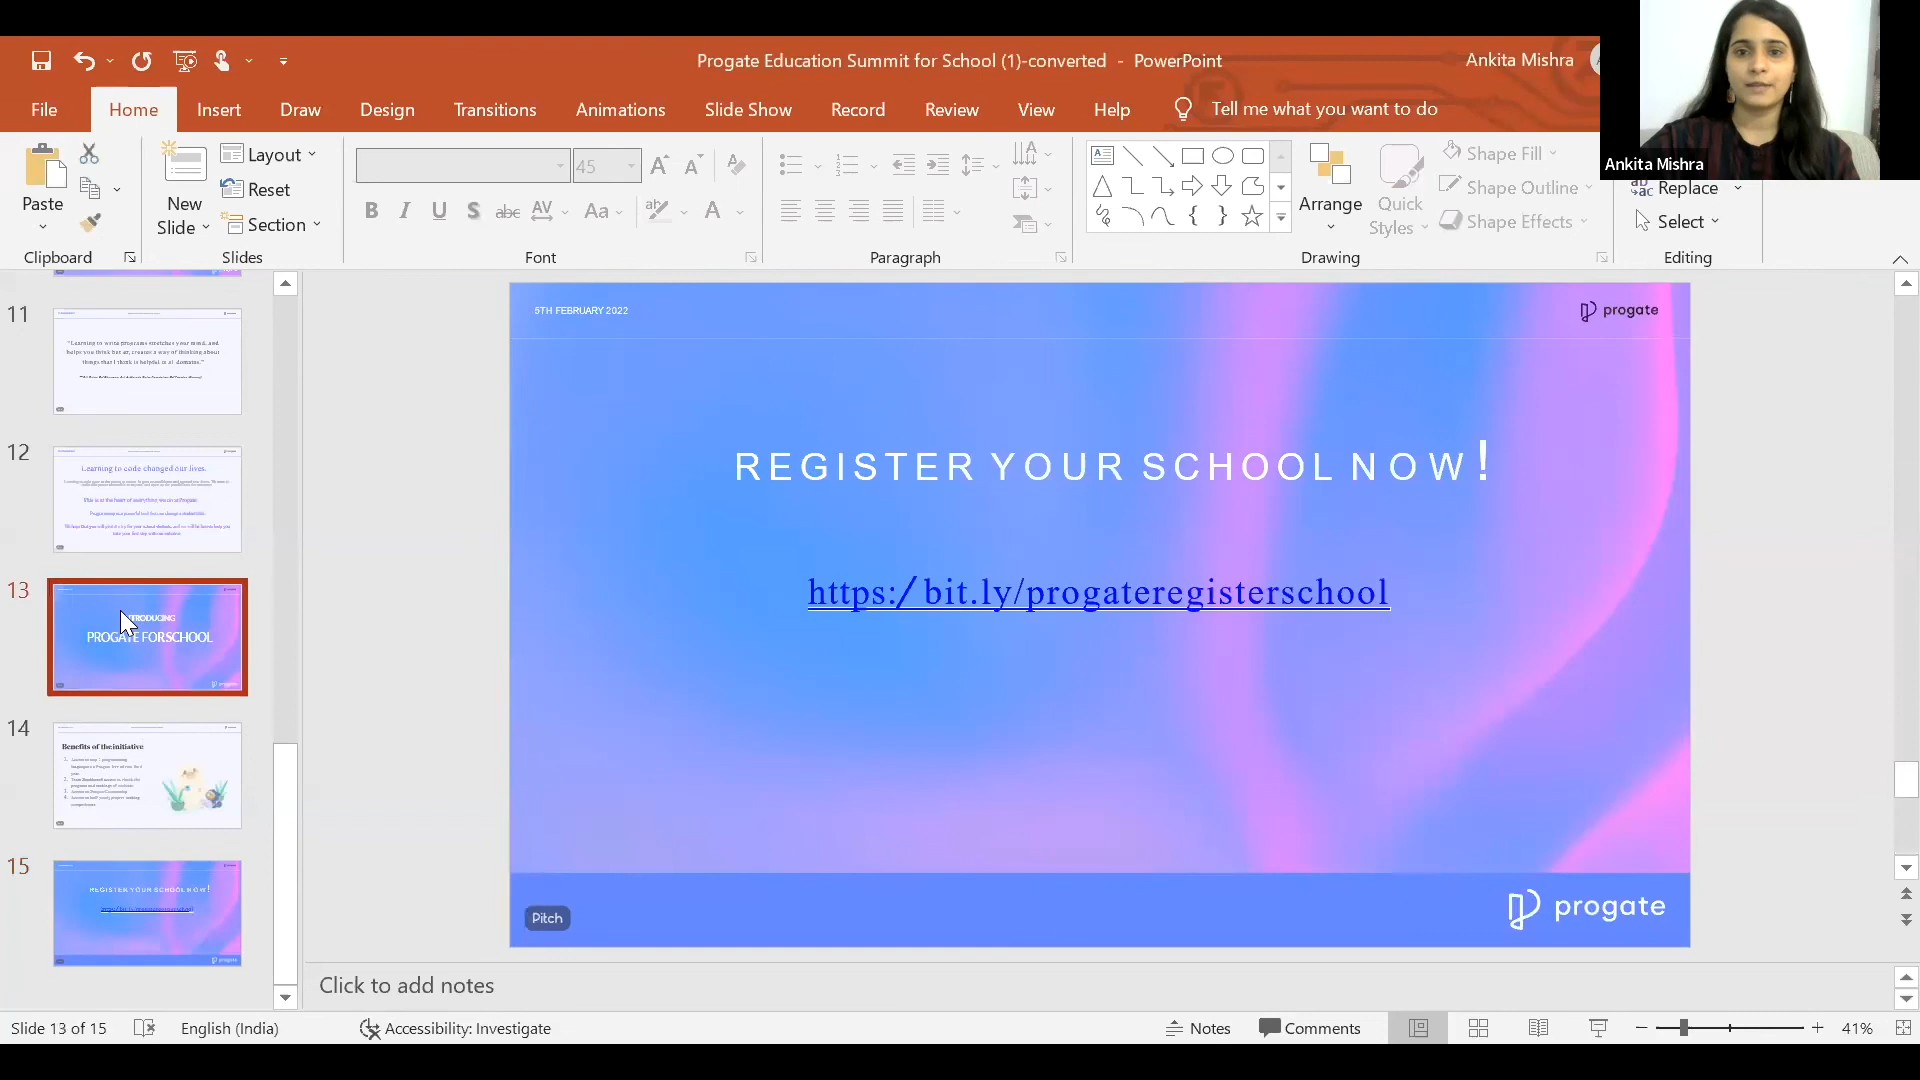 Progate Education Summit for School (1)-converted - PowerPoint
Ankita Mishra
File
Home
Insert
Draw
Design
Transitions
Animations
Slide Show
Record
Review
View
Help
Tell me what you want to do
Ankita Mishra
Paste
New
Slide
Layout
Reset
Section
45
Arrange
Quick
Styles
Shape Fill
Shape Outline
Shape Effects
Replace
Select
Clipboard
Slides
Font
Paragraph
Drawing
Editing
11
12
Learning to code changed our lives.
13
PROGATE FORSCHOOL
14
Benefits of the initiative
15
REGISTER YOUR SCHOOL NOW!
5TH FEBRUARY 2022
progate
REGISTER YOUR SCHOOL NOW!
https:/ bit.ly/progateregisterschool
Pitch
progate
Click to add notes
Slide 13 of 15
English (India)
Accessibility: Investigate
Notes
Comments
41%